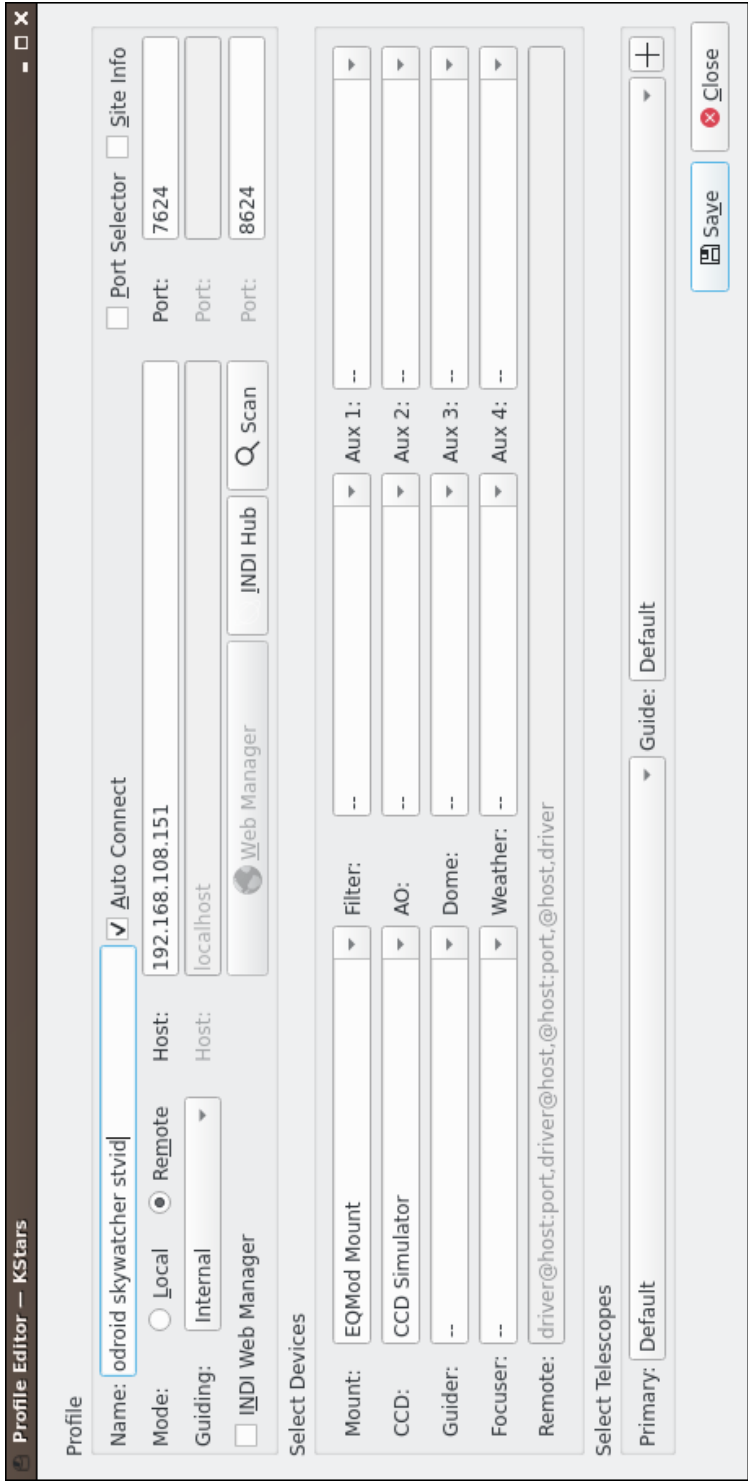 Profile Editor — KStars
Profile
Name: odroid skywatcher stvid Auto Connect Port Selector Site Info
Mode: Local Remote Host: 192.168.108.151 Port: 7624
Guiding: Internal Host: localhost Port:
INDI Web Manager Web Manager INDI Hub Scan Port: 8624
Select Devices
Mount: EQMod Mount Filter: -- Aux 1: --
CCD: CCD Simulator AO: -- Aux 2: --
Guider: -- Dome: -- Aux 3: --
Focuser: -- Weather: -- Aux 4: --
Remote: driver@host:port,driver@host,@host:port,@host,driver
Select Telescopes
Primary: Default Guide: Default
Save Close